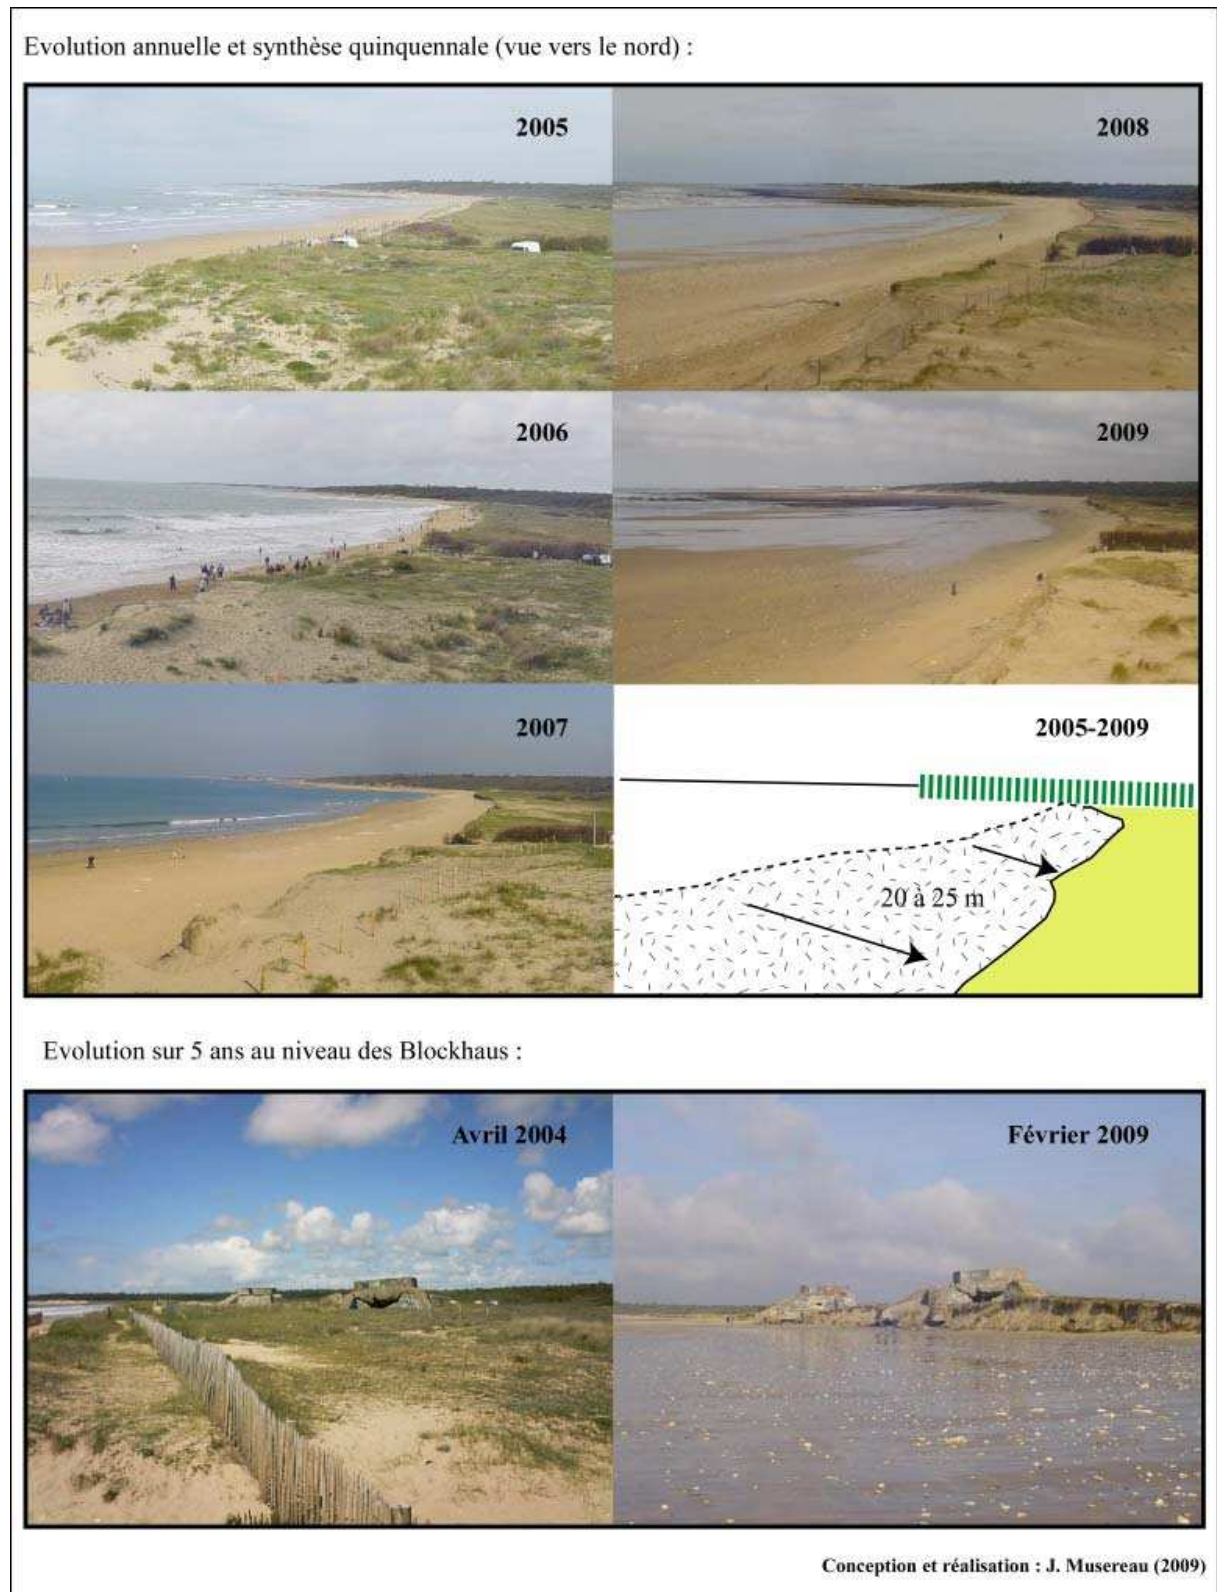 Evolution annuelle et synthèse quinquennale (vue vers le nord) :
2005
2008
2006
2009
2007
2005-2009
20 à 25 m
Evolution sur 5 ans au niveau des Blockhaus :
Avril 2004
Février 2009
Conception et réalisation : J. Musereau (2009)